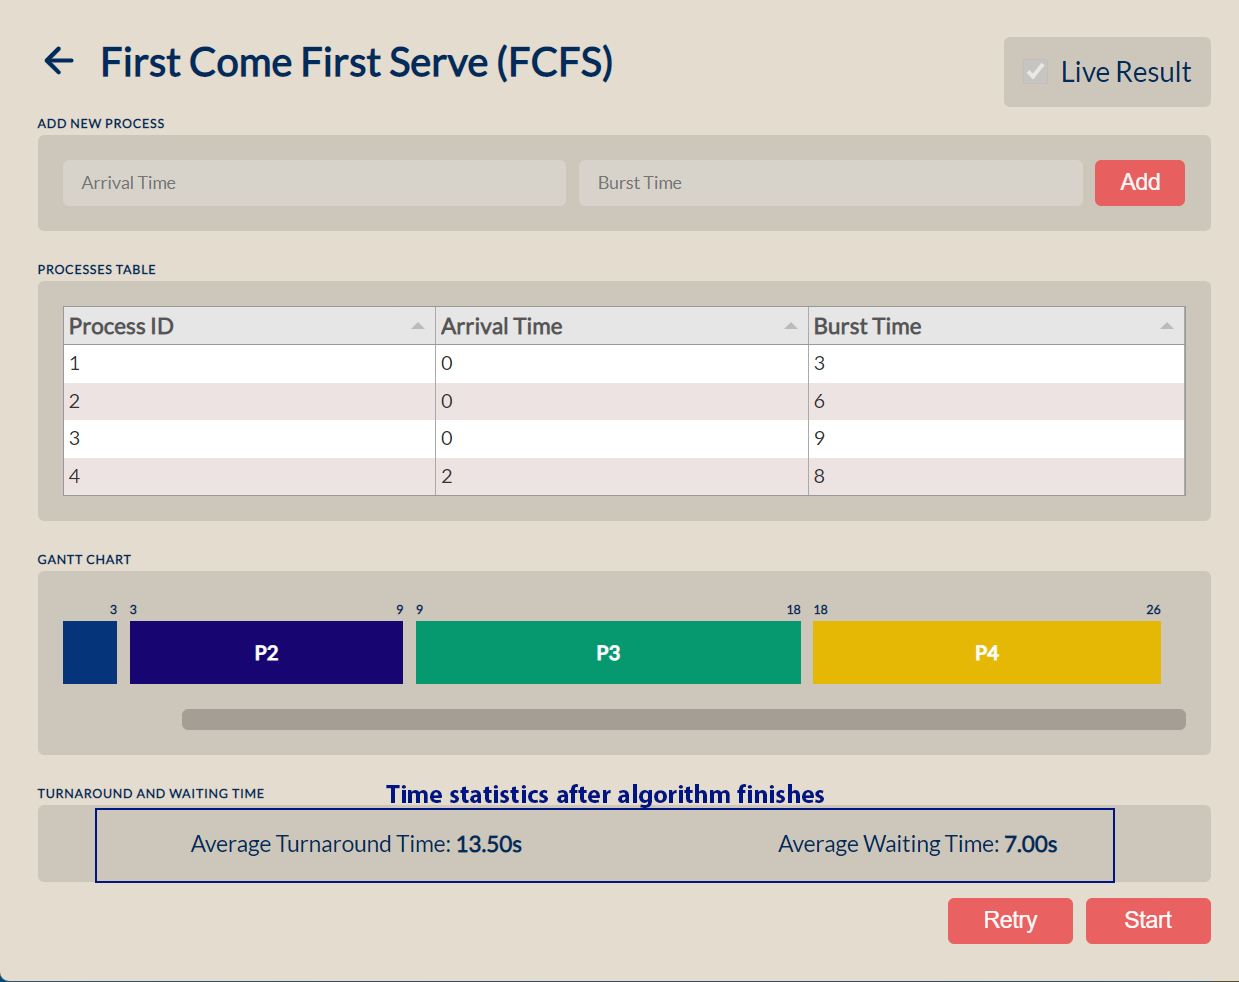 First Come First Serve (FCFS)
Live Result
ADD NEW PROCESS
Arrival Time Burst Time Add
PROCESSES TABLE
Process ID Arrival Time Burst Time
1 0 3
2 0 6
3 0 9
4 2 8
GANTT CHART
3 3 9 9 18 18 26
P2 P3 P4
TURNAROUND AND WAITING TIME
Time statistics after algorithm finishes
Average Turnaround Time: 13.50s Average Waiting Time: 7.00s
Retry Start